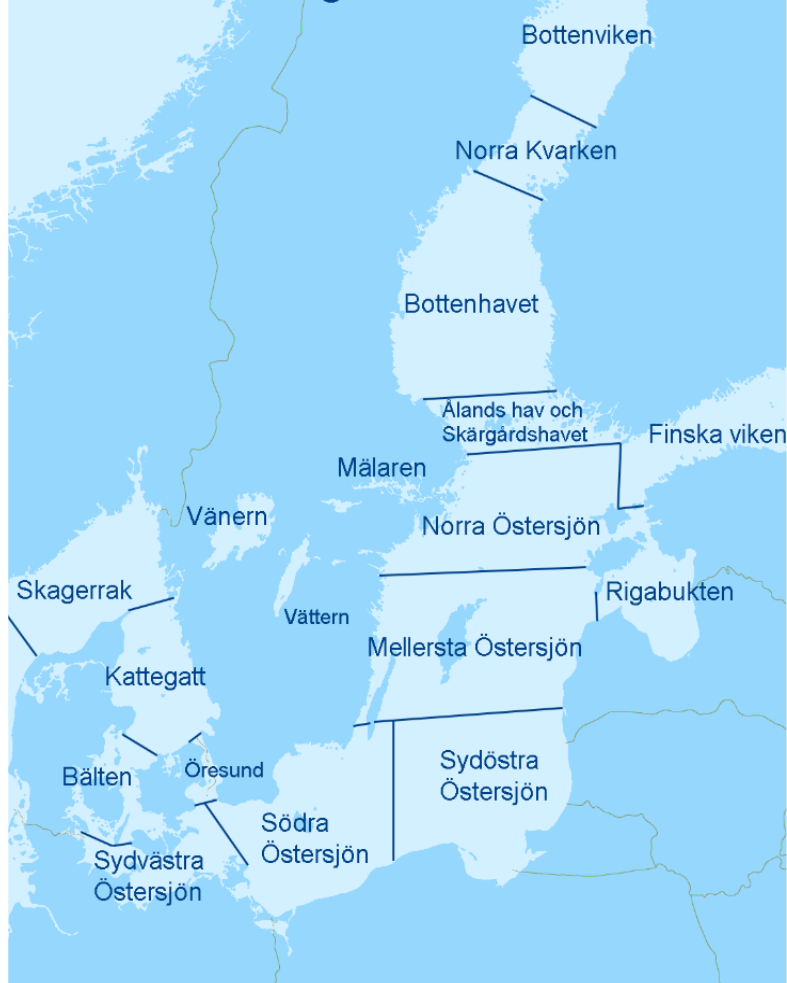 Bottenviken
Norra Kvarken
Bottenhavet
Ålands hav och
Skärgårdshavet
Finska viken
Mälaren
Vänern
Norra Östersjön
Skagerrak
Rigabukten
Vättern
Mellersta Östersjön
Kattegatt
Öresund
Bälten
Sydöstra
Östersjön
Södra
Östersjön
Sydvästra
Östersjön